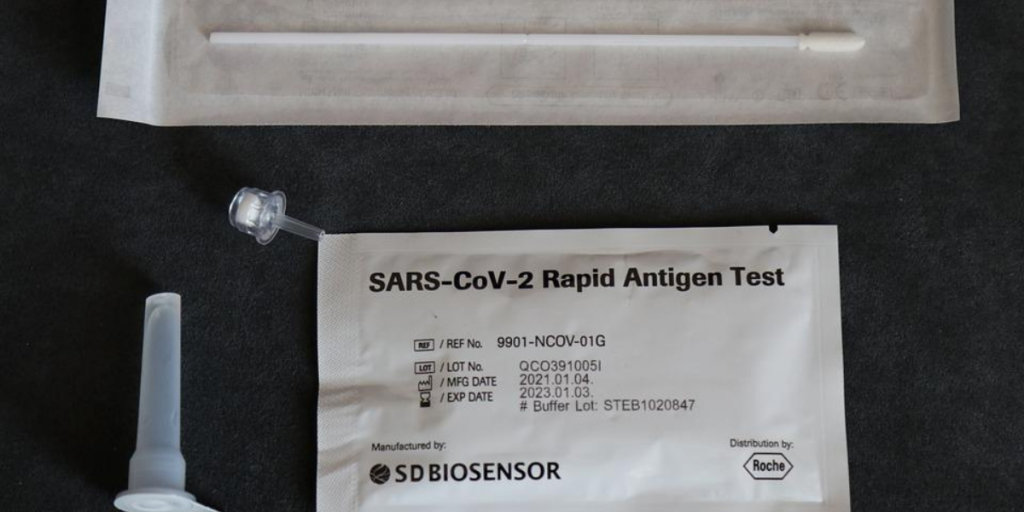 SARS-CoV-2 Rapid Antigen Test
REF / REF No. 9901-NCOV-01G
LOT / LOT No. QCO391005I
/ MFG DATE 2021.01.04.
/ EXP DATE 2023.01.03.
# Buffer Lot: STEB1020847
Manufactured by:
SD BIOSENSOR
Distribution by:
Roche